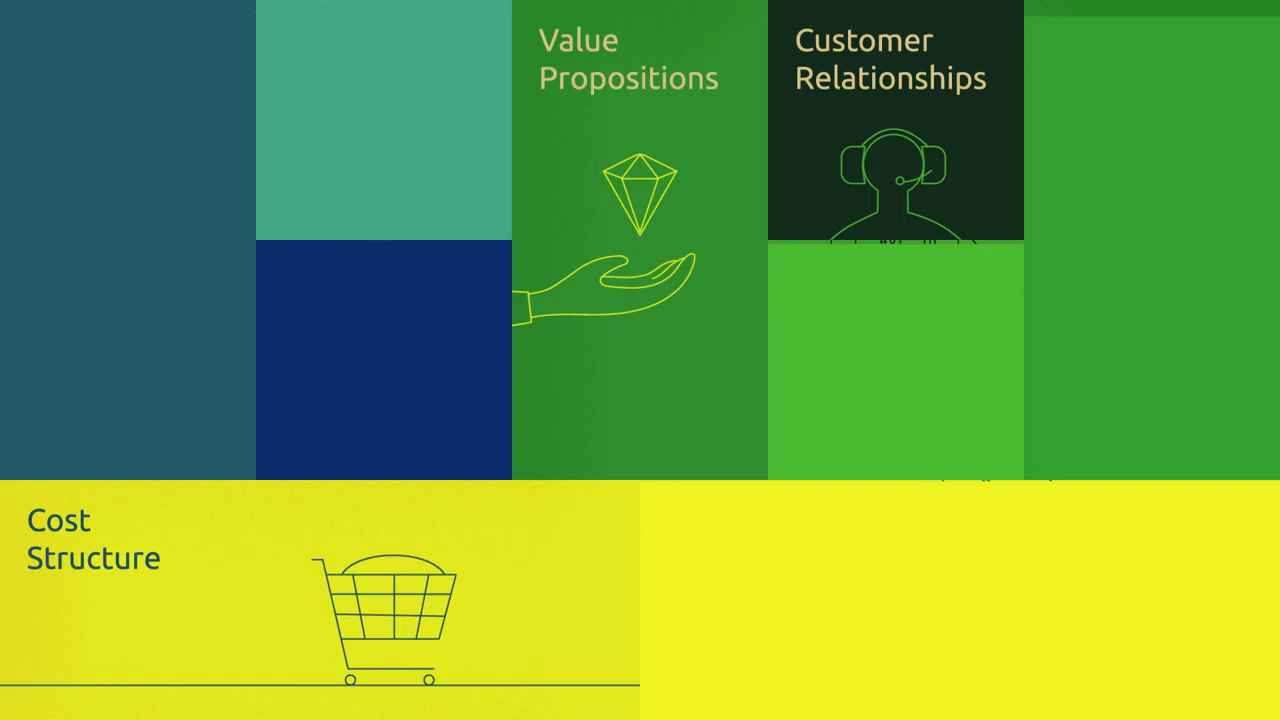 Value
Propositions
Customer
Relationships
Cost
Structure